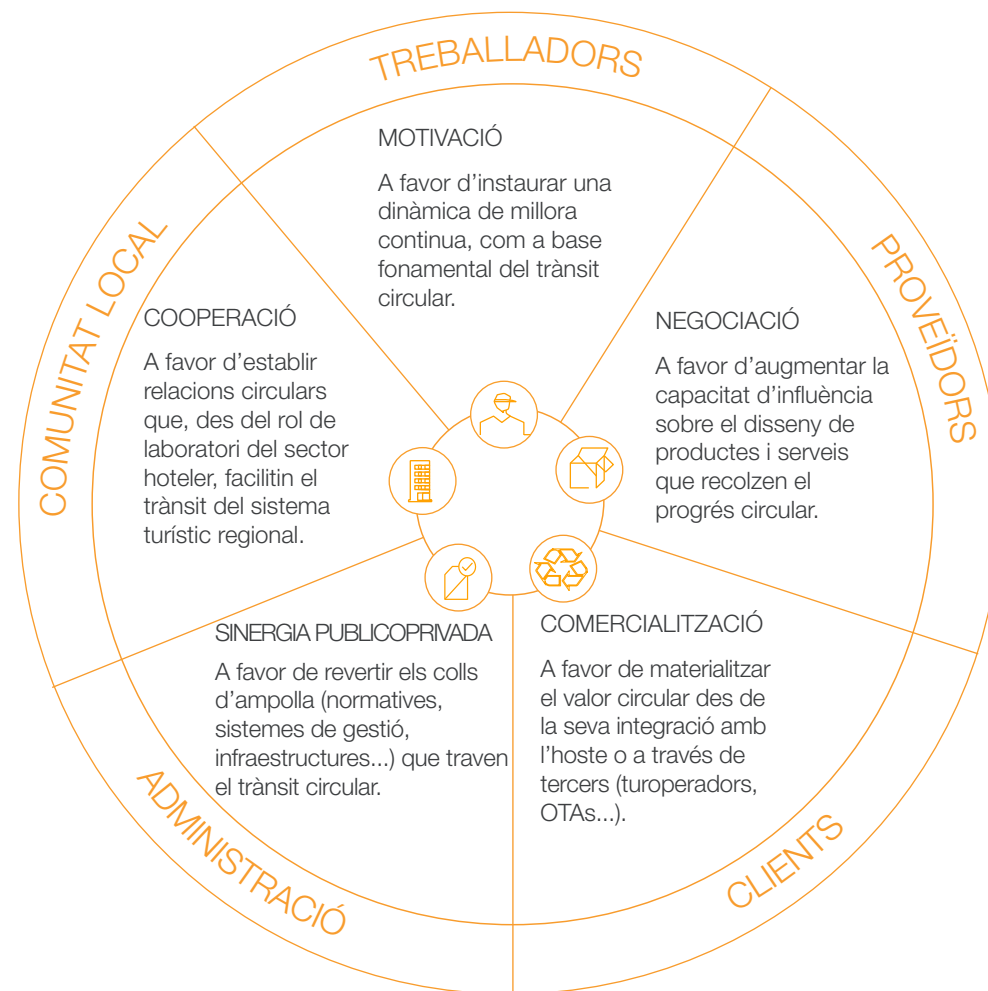 TREBALLADORS
MOTIVACIÓ
A favor d’instaurar una
dinàmica de millora
continua, com a base
fonamental del trànsit
circular.
PROVEÏDORS
NEGOCIACIÓ
A favor d’augmentar la
capacitat d’influència
sobre el disseny de
productes i serveis
que recolzen el
progrés circular.
CLIENTS
COMERCIALITZACIÓ
A favor de materialitzar
el valor circular des de
la seva integració amb
l’hoste o a través de
tercers (turoperadors,
OTAs...).
ADMINISTRACIÓ
SINERGIA PUBLICOPRIVADA
A favor de revertir els colls
d’ampolla (normatives,
sistemes de gestió,
infraestructures...) que traven
el trànsit circular.
COMUNITAT LOCAL
COOPERACIÓ
A favor d’establir
relacions circulars
que, des del rol de
laboratori del sector
hoteler, facilitin el
trànsit del sistema
turístic regional.